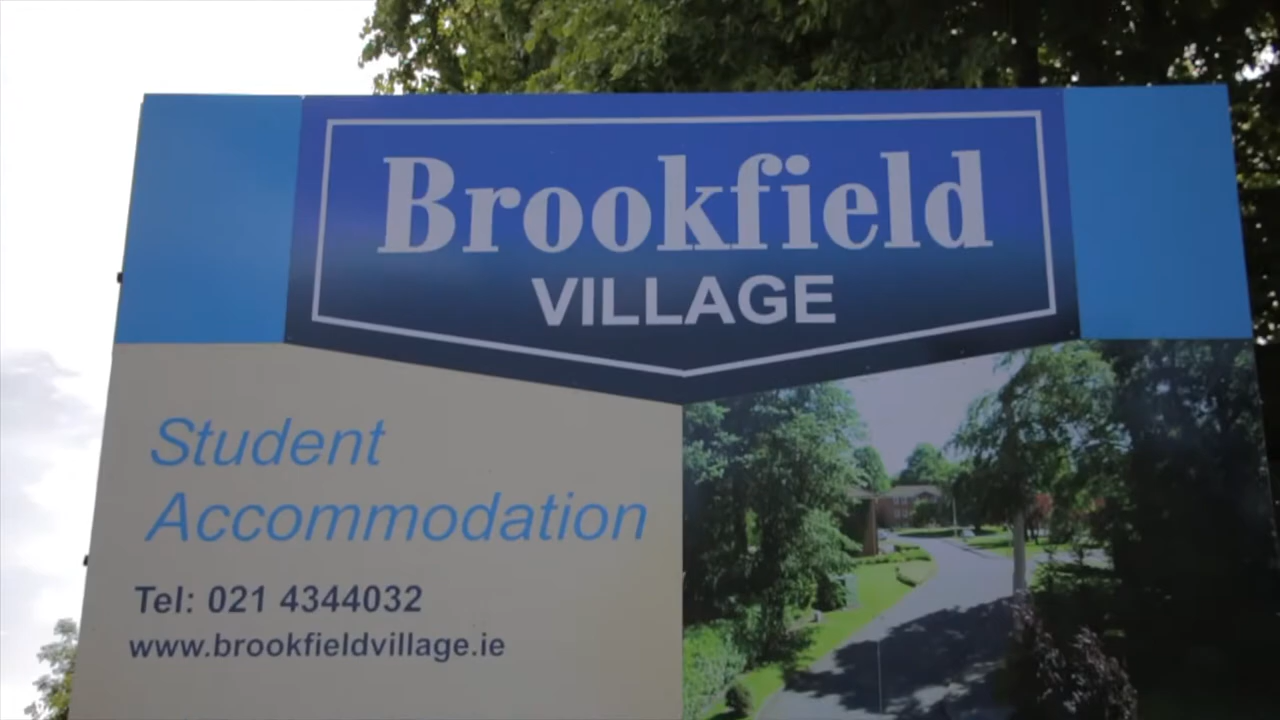 Brookfield
VILLAGE
Student
Accommodation
Tel: 021 4344032
www.brookfieldvillage.ie